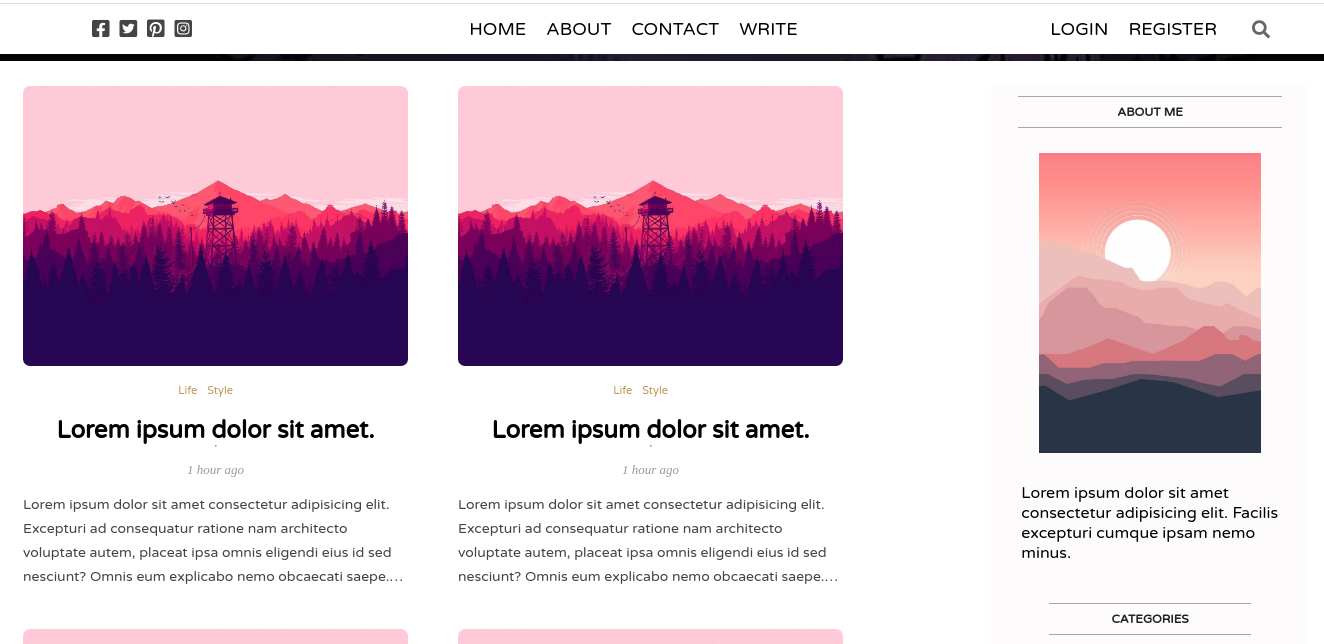 HOME ABOUT CONTACT WRITE LOGIN REGISTER
Life Style
Lorem ipsum dolor sit amet.
1 hour ago
Lorem ipsum dolor sit amet consectetur adipisicing elit.
Excepturi ad consequatur ratione nam architecto
voluptate autem, placeat ipsa omnis eligendi eius id sed
nesciunt? Omnis eum explicabo nemo obcaecati saepe.…
Life Style
Lorem ipsum dolor sit amet.
1 hour ago
Lorem ipsum dolor sit amet consectetur adipisicing elit.
Excepturi ad consequatur ratione nam architecto
voluptate autem, placeat ipsa omnis eligendi eius id sed
nesciunt? Omnis eum explicabo nemo obcaecati saepe.…
ABOUT ME
Lorem ipsum dolor sit amet
consectetur adipisicing elit. Facilis
excepturi cumque ipsam nemo
minus.
CATEGORIES